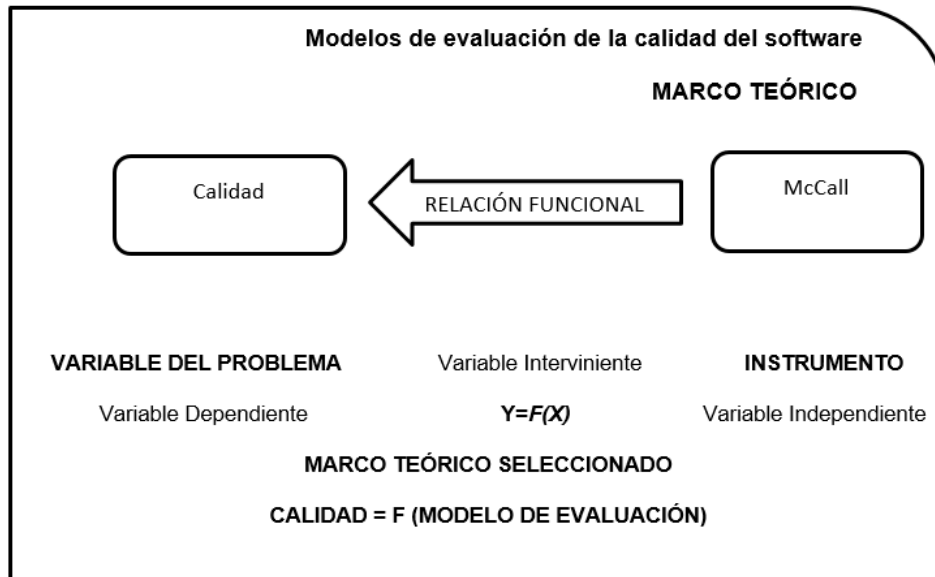 Modelos de evaluación de la calidad del software
MARCO TEÓRICO
Calidad
RELACIÓN FUNCIONAL
McCall
VARIABLE DEL PROBLEMA
Variable Interviniente
INSTRUMENTO
Variable Dependiente
Y=F(X)
Variable Independiente
MARCO TEÓRICO SELECCIONADO
CALIDAD = F (MODELO DE EVALUACIÓN)